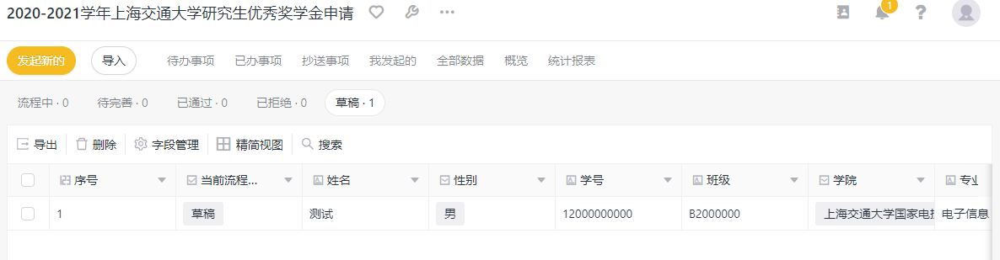 2020-2021学年上海交通大学研究生优秀奖学金申请
1
发起新的 导入 待办事项 已办事项 抄送事项 我发起的 全部数据 概览 统计报表
流程中 · 0 待完善 · 0 已通过 · 0 已拒绝 · 0 草稿 · 1
导出 删除 字段管理 精简视图 搜索
序号 当前流程... 姓名 性别 学号 班级 学院 专业
1 草稿 测试 男 12000000000 B2000000 上海交通大学国家电投 电子信息